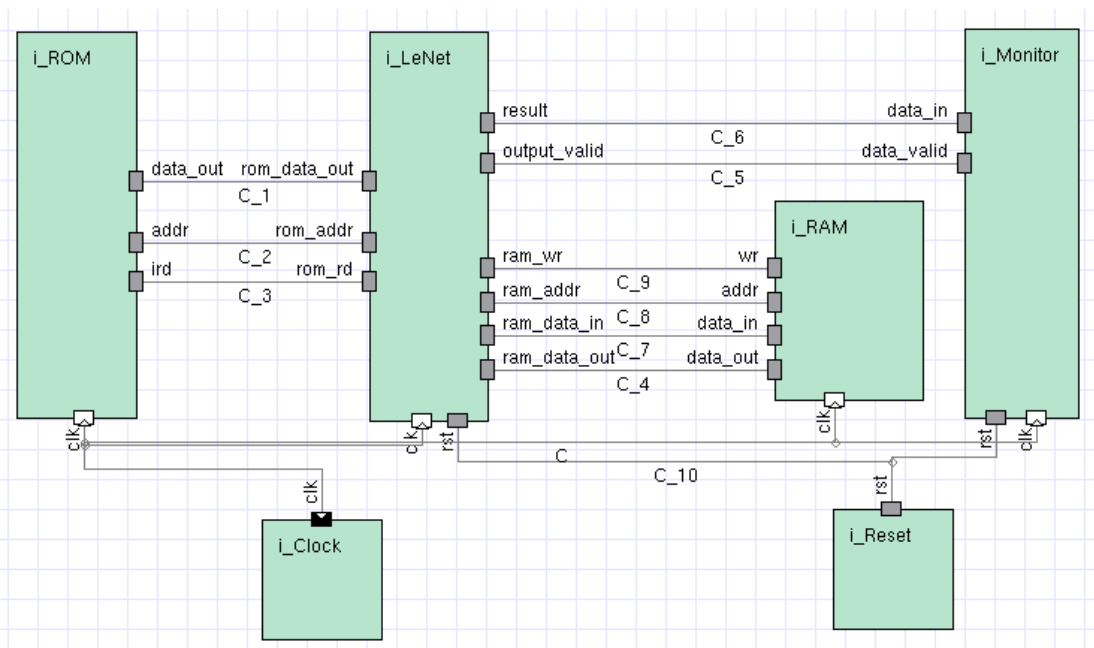 i_ROM
i_LeNet
i_Monitor
result
data_in
C_6
output_valid
data_valid
C_5
data_out
rom_data_out
C_1
i_RAM
addr
rom_addr
C_2
ird
rom_rd
C_3
ram_wr
wr
C_9
ram_addr
addr
C_8
ram_data_in
data_in
C_7
ram_data_out
data_out
C_4
clk
clk
rst
clk
rst
clk
C
C_10
clk
rst
i_Clock
i_Reset